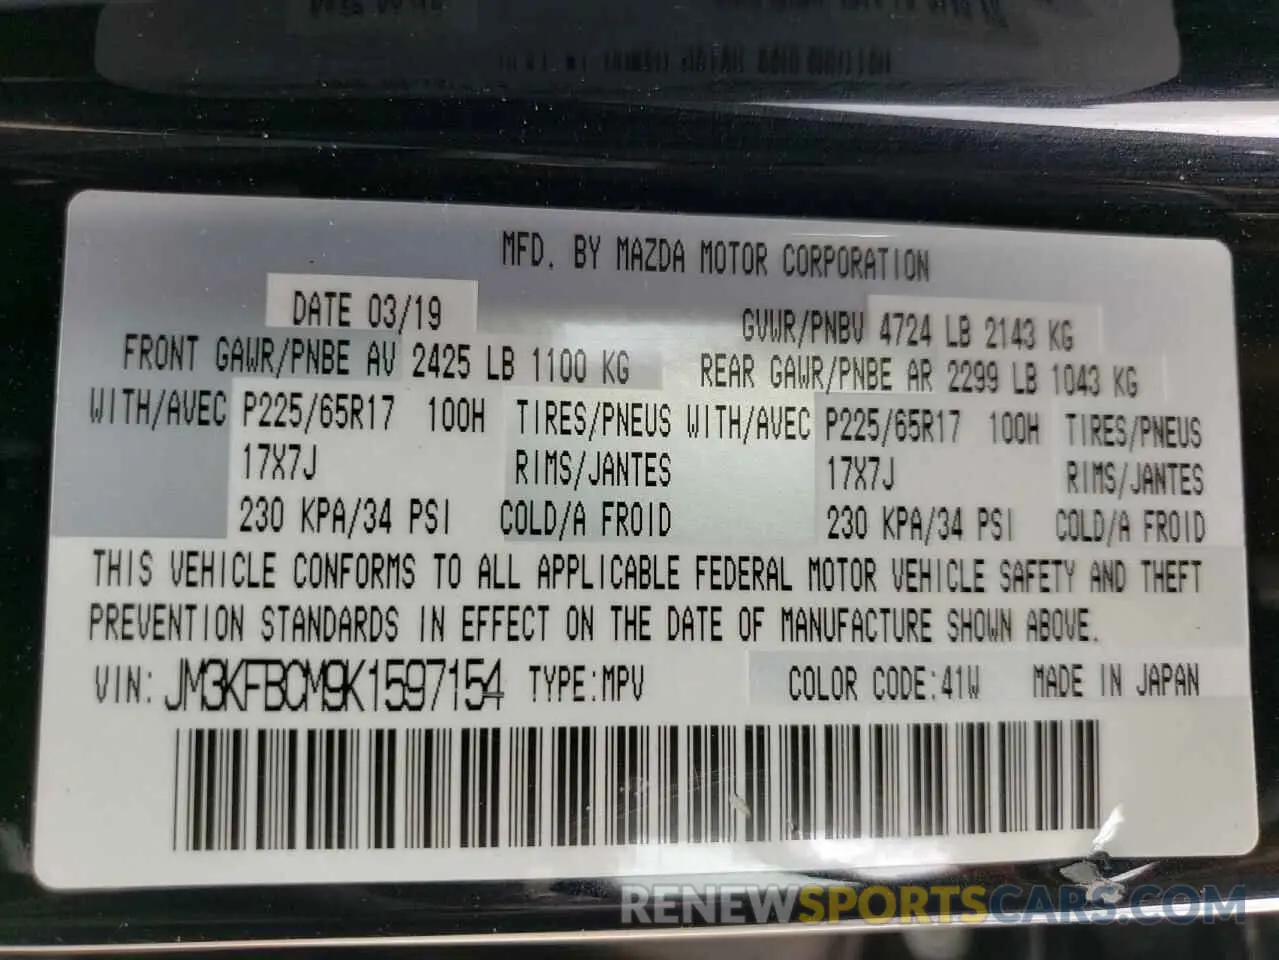 MFD. BY MAZDA MOTOR CORPORATION
DATE 03/19 GVWR/PNBV 4724 LB 2143 KG
FRONT GAWR/PNBE AV 2425 LB 1100 KG REAR GAWR/PNBE AR 2299 LB 1043 KG
WITH/AVEC P225/65R17 100H TIRES/PNEUS WITH/AVEC P225/65R17 100H TIRES/PNEUS
17X7J RIMS/JANTES 17X7J RIMS/JANTES
230 KPA/34 PSI COLD/A FROID 230 KPA/34 PSI COLD/A FROID
THIS VEHICLE CONFORMS TO ALL APPLICABLE FEDERAL MOTOR VEHICLE SAFETY AND THEFT
PREVENTION STANDARDS IN EFFECT ON THE DATE OF MANUFACTURE SHOWN ABOVE.
VIN: JM3KFBCM9K1597154 TYPE:MPV COLOR CODE:41W MADE IN JAPAN
RENEWSPORTSCARS.COM